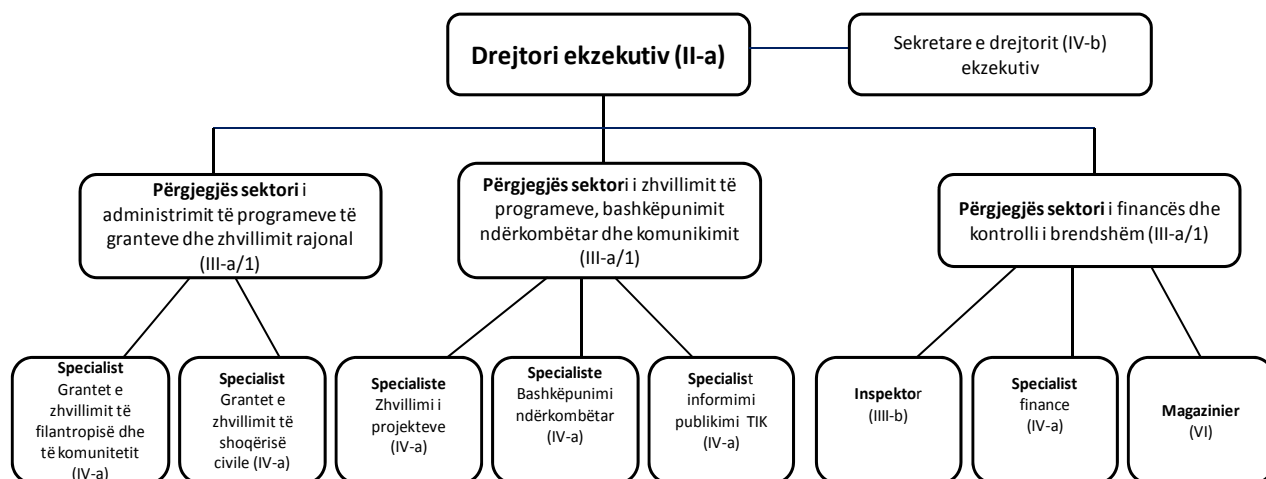 Drejtori ekzekutiv (II-a)
Sekretare e drejtorit (IV-b)
ekzekutiv
Përgjegjës sektori i
administrimit të programeve të
granteve dhe zhvillimit rajonal
(III-a/1)
Përgjegjës sektori i zhvillimit të
programeve, bashkëpunimit
ndërkombëtar dhe komunikimit
(III-a/1)
Përgjegjës sektori i financës dhe
kontrolli i brendshëm (III-a/1)
Specialist
Grantet e
zhvillimit të
filantropisë dhe
të komunitetit
(IV-a)
Specialist
Grantet e
zhvillimit të
shoqërisë
civile (IV-a)
Specialiste
Zhvillimi i
projekteve
(IV-a)
Specialiste
Bashkëpunimi
ndërkombëtar
(IV-a)
Specialist
informimi
publikimi TIK
(IV-a)
Inspektor
(IIII-b)
Specialist
finance
(IV-a)
Magazinier
(VI)